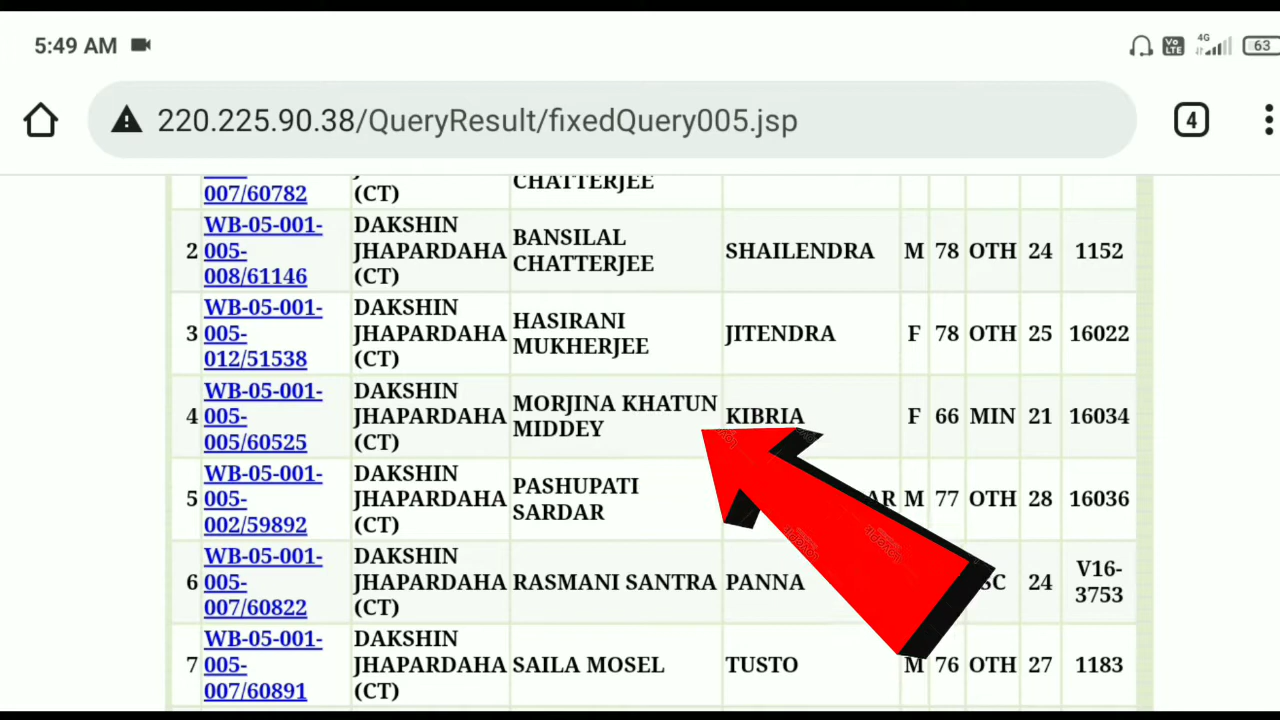 5:49 AM
4G
Vo
LTE
63
220.225.90.38/QueryResult/fixedQuery005.jsp
4
007/60782 (CT) CHATTERJEE
2 WB-05-001-005-008/61146 DAKSHIN JHAPARDAHA (CT) BANSILAL CHATTERJEE SHAILENDRA M 78 OTH 24 1152
3 WB-05-001-005-012/51538 DAKSHIN JHAPARDAHA (CT) HASIRANI MUKHERJEE JITENDRA F 78 OTH 25 16022
4 WB-05-001-005-005/60525 DAKSHIN JHAPARDAHA (CT) MORJINA KHATUN MIDDEY KIBRIA F 66 MIN 21 16034
5 WB-05-001-005-002/59892 DAKSHIN JHAPARDAHA (CT) PASHUPATI SARDAR AR M 77 OTH 28 16036
6 WB-05-001-005-007/60822 DAKSHIN JHAPARDAHA (CT) RASMANI SANTRA PANNA SC 24 V16-3753
7 WB-05-001-005-007/60891 DAKSHIN JHAPARDAHA (CT) SAILA MOSEL TUSTO M 76 OTH 27 1183